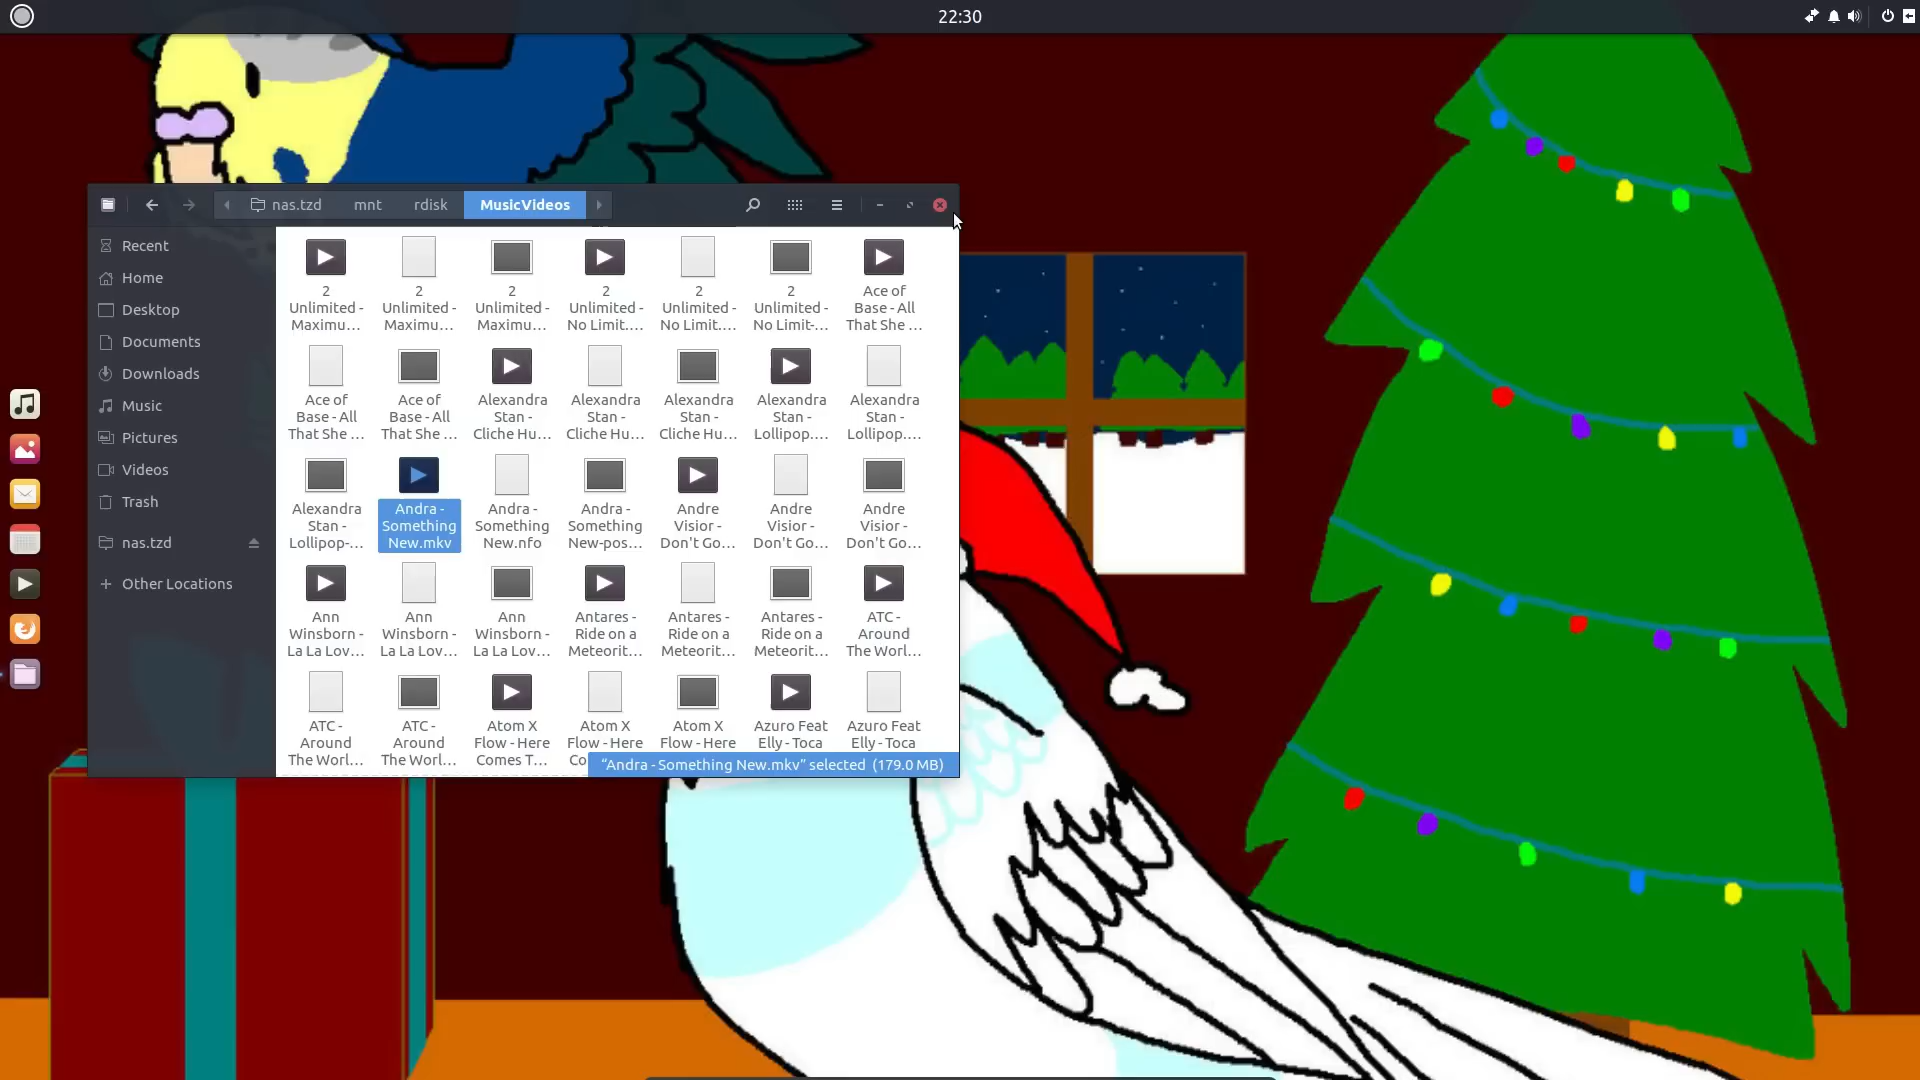 22:30
nas.tzd mnt rdisk MusicVideos
Recent
Home
Desktop
Documents
Downloads
Music
Pictures
Videos
Trash
nas.tzd
Other Locations
2
Unlimited -
Maximu…
2
Unlimited -
Maximu…
2
Unlimited -
Maximu…
2
Unlimited -
No Limit.…
2
Unlimited -
No Limit.…
2
Unlimited -
No Limit-…
Ace of
Base - All
That She …
Ace of
Base - All
That She …
Ace of
Base - All
That She …
Alexandra
Stan -
Cliche Hu…
Alexandra
Stan -
Cliche Hu…
Alexandra
Stan -
Cliche Hu…
Alexandra
Stan -
Lollipop.…
Alexandra
Stan -
Lollipop.…
Alexandra
Stan -
Lollipop-…
Andra -
Something
New.mkv
Andra -
Something
New.nfo
Andra -
Something
New-pos…
Andre
Visior -
Don't Go…
Andre
Visior -
Don't Go…
Andre
Visior -
Don't Go…
Ann
Winsborn -
La La Lov…
Ann
Winsborn -
La La Lov…
Ann
Winsborn -
La La Lov…
Antares -
Ride on a
Meteorit…
Antares -
Ride on a
Meteorit…
Antares -
Ride on a
Meteorit…
ATC -
Around
The Worl…
ATC -
Around
The Worl…
ATC -
Around
The Worl…
Atom X
Flow - Here
Comes T…
Atom X
Flow - Here
Co
Atom X
Flow - Here
Azuro Feat
Elly - Toca
Azuro Feat
Elly - Toca
“Andra - Something New.mkv” selected (179.0 MB)